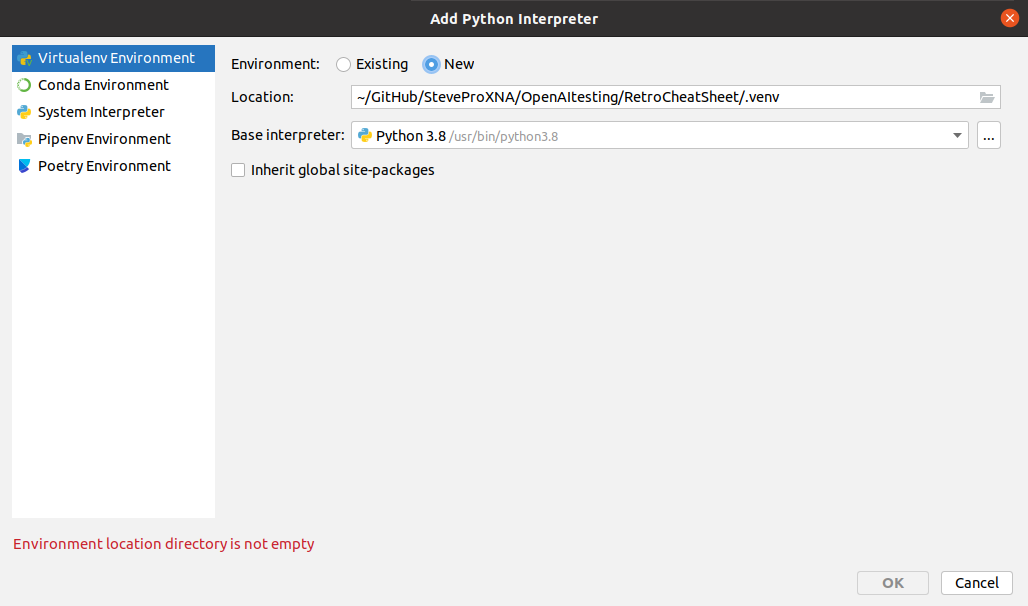 Add Python Interpreter
Virtualenv Environment
Conda Environment
System Interpreter
Pipenv Environment
Poetry Environment
Environment: Existing New
Location: ~/GitHub/SteveProXNA/OpenAItesting/RetroCheatSheet/.venv
Base interpreter: Python 3.8 /usr/bin/python3.8 ...
Inherit global site-packages
Environment location directory is not empty
OK Cancel